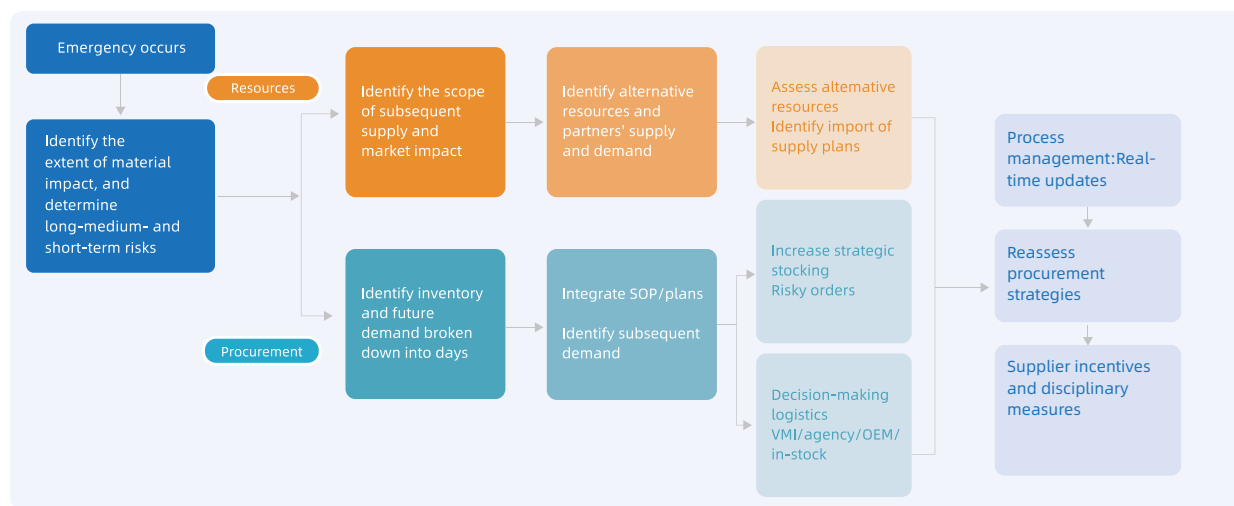 Emergency occurs
Identify the
extent of material
impact, and
determine
long-medium- and
short-term risks
Resources
Identify the scope
of subsequent
supply and
market impact
Identify alternative
resources and
partners' supply
and demand
Assess altemative
resources
Identify import of
supply plans
Procurement
Identify inventory
and future
demand broken
down into days
Integrate SOP/plans
Identify subsequent
demand
Increase strategic
stocking
Risky orders
Decision-making
logistics
VMI/agency/OEM/
in-stock
Process
management:Real-
time updates
Reassess
procurement
strategies
Supplier incentives
and disciplinary
measures